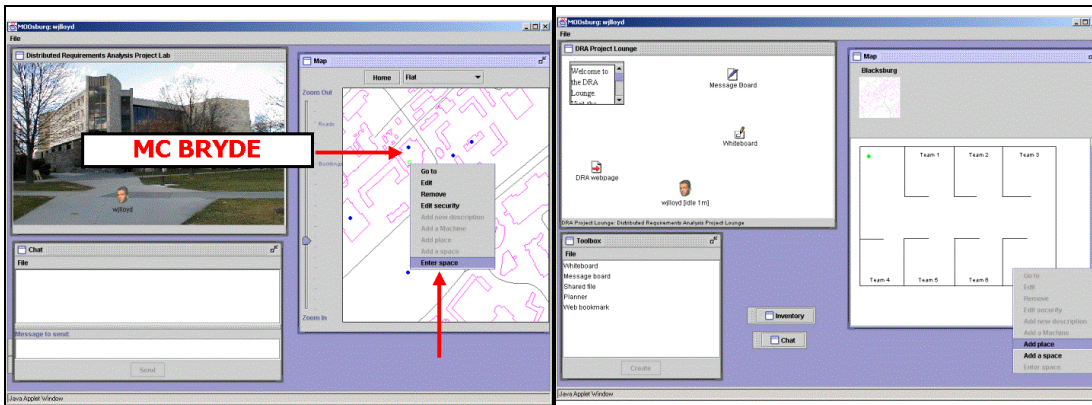 MOOsburg: wjlloyd
File
Distributed Requirements Analysis Project Lab
wjlloyd
Chat
File
Message to send:
Send
Java Applet Window
Map
Home
Flat
Zoom Out
Roads
Buildings
Zoom In
MC BRYDE
Go to
Edit
Remove
Edit security
Add new description
Add a Machine
Add place
Add a space
Enter space
MOOsburg: wjlloyd
File
DRA Project Lounge
Welcome to
the DRA
Lounge.
Visit the
Message Board
Whiteboard
DRA webpage
wjlloyd [idle 1m]
DRA Project Lounge: Distributed Requirements Analysis Project Lounge
Toolbox
File
Whiteboard
Message board
Shared file
Planner
Web bookmark
Create
Inventory
Chat
Java Applet Window
Map
Blacksburg
Team 1
Team 2
Team 3
Team 4
Team 5
Team 6
Go to
Edit
Remove
Edit security
Add new description
Add a Machine
Add place
Add a space
Enter space